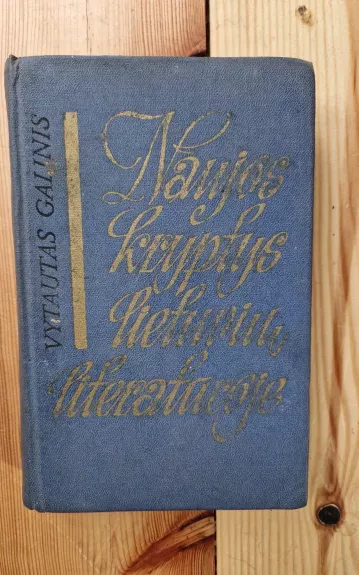 VYTAUTAS GALINIS
Naujos
kryptys
lietuvių
literatūroje